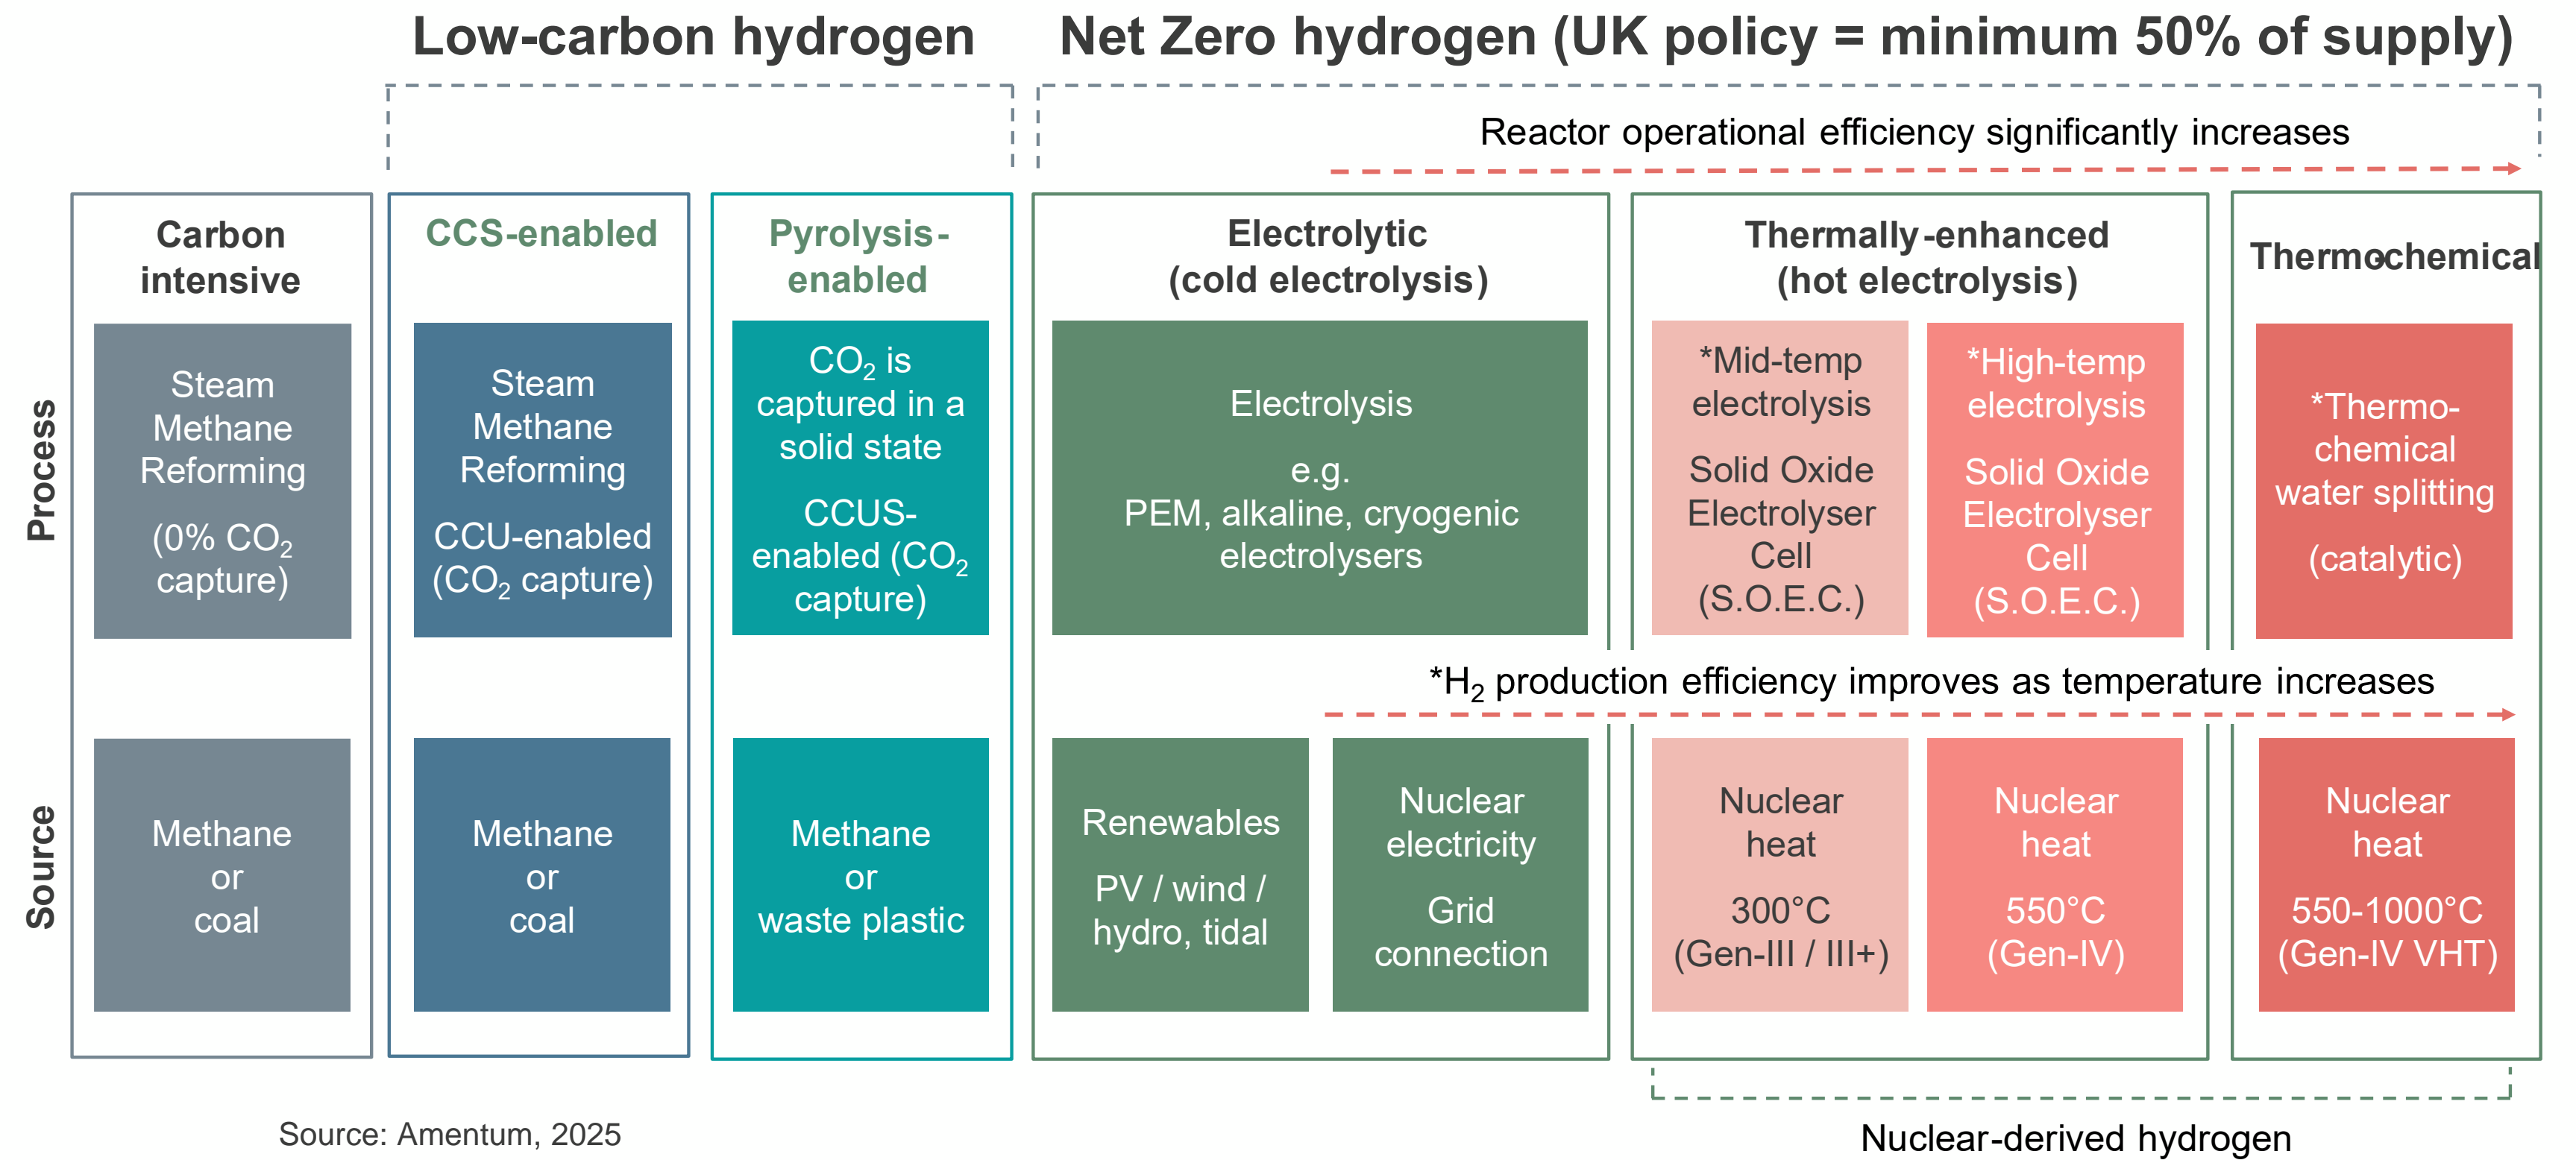 Low-carbon hydrogen
Net Zero hydrogen (UK policy = minimum 50% of supply)
Reactor operational efficiency significantly increases
Carbon
intensive
CCS-enabled
Pyrolysis-
enabled
Electrolytic
(cold electrolysis)
Thermally-enhanced
(hot electrolysis)
Thermo-chemical
Process
Steam
Methane
Reforming
(0% CO₂
capture)
Steam
Methane
Reforming
CCU-enabled
(CO₂ capture)
CO₂ is
captured in a
solid state
CCUS-
enabled (CO₂
capture)
Electrolysis
e.g.
PEM, alkaline, cryogenic
electrolysers
*Mid-temp
electrolysis
Solid Oxide
Electrolyser
Cell
(S.O.E.C.)
*High-temp
electrolysis
Solid Oxide
Electrolyser
Cell
(S.O.E.C.)
*Thermo-
chemical
water splitting
(catalytic)
*H₂ production efficiency improves as temperature increases
Source
Methane
or
coal
Methane
or
coal
Methane
or
waste plastic
Renewables
PV / wind /
hydro, tidal
Nuclear
electricity
Grid
connection
Nuclear
heat
300°C
(Gen-III / III+)
Nuclear
heat
550°C
(Gen-IV)
Nuclear
heat
550-1000°C
(Gen-IV VHT)
Source: Amentum, 2025
Nuclear-derived hydrogen